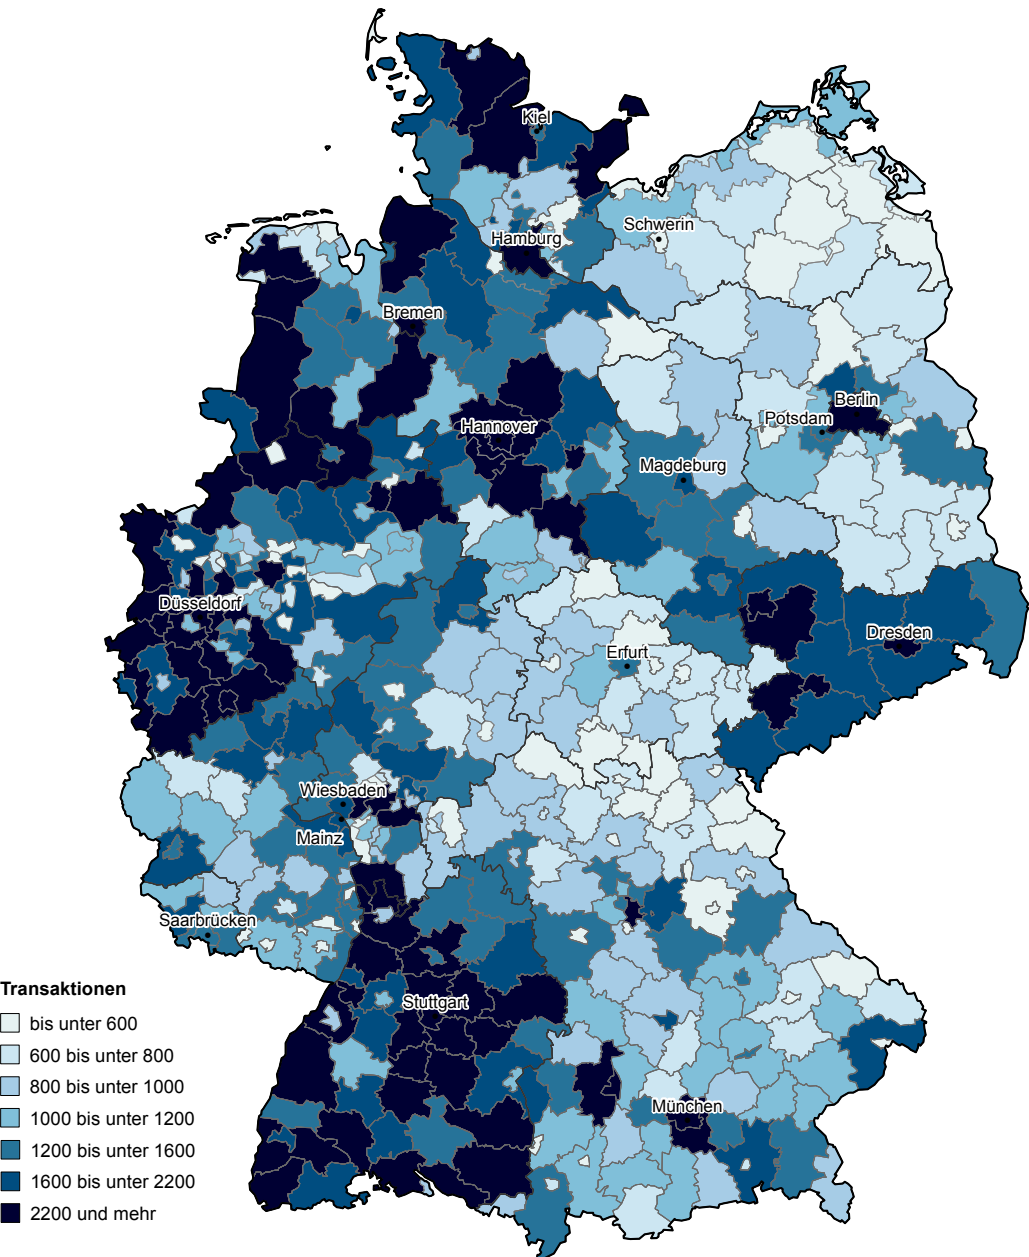 Kiel
Schwerin
Hamburg
Bremen
Berlin
Potsdam
Hannover
Magdeburg
Düsseldorf
Dresden
Erfurt
Wiesbaden
Mainz
Saarbrücken
Stuttgart
München
Transaktionen
bis unter 600
600 bis unter 800
800 bis unter 1000
1000 bis unter 1200
1200 bis unter 1600
1600 bis unter 2200
2200 und mehr